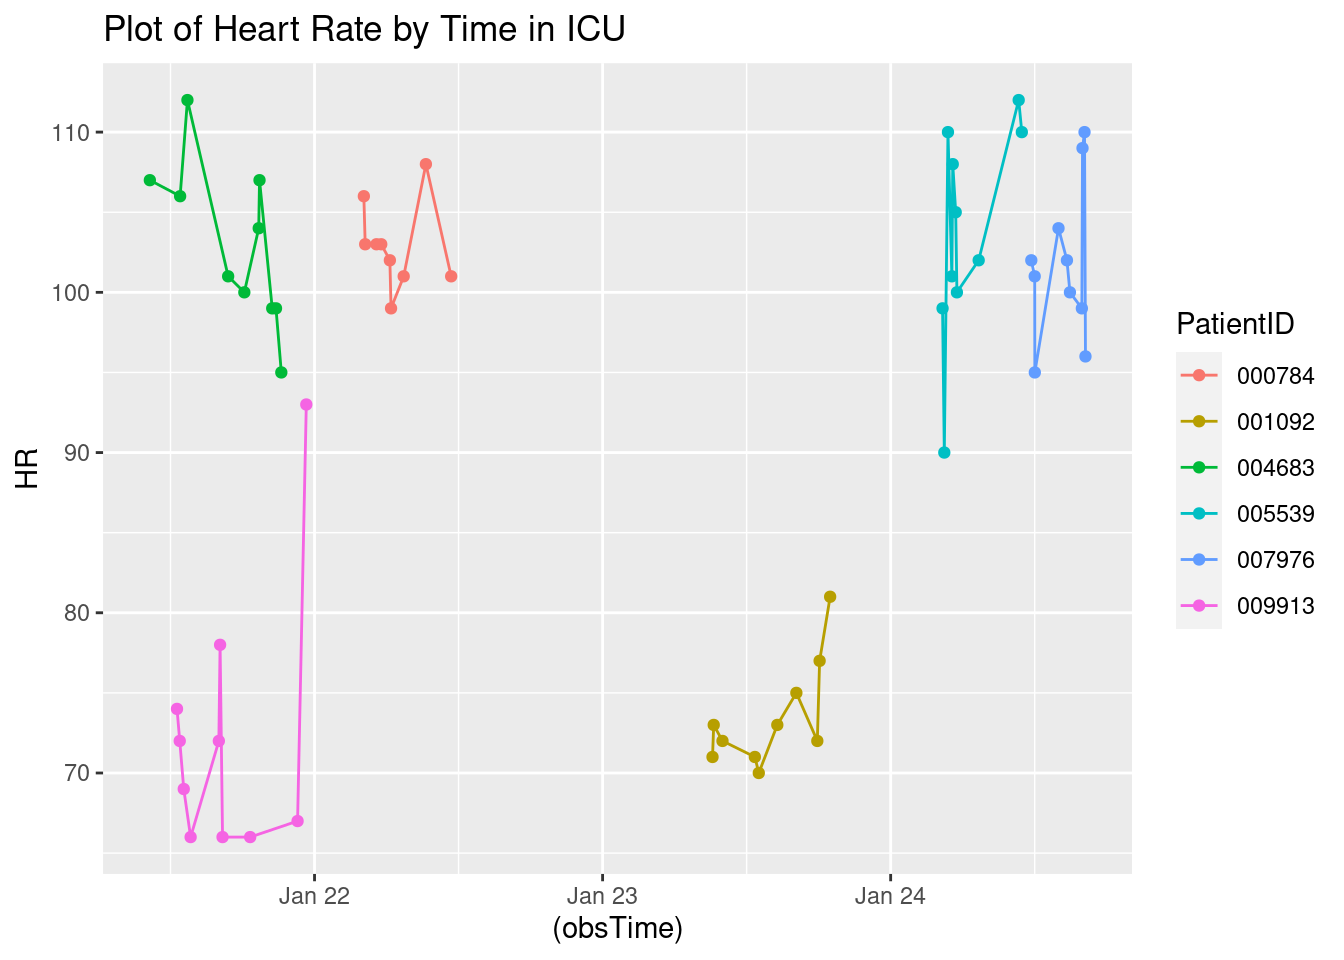 Plot of Heart Rate by Time in ICU
110
100
90
80
70
HR
Jan 22
Jan 23
Jan 24
(obsTime)
PatientID
000784
001092
004683
005539
007976
009913